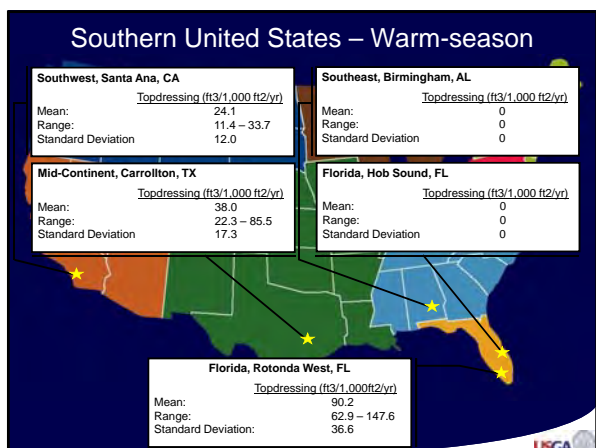 Southern United States – Warm-season
Southwest, Santa Ana, CA
Topdressing (ft3/1,000 ft2/yr)
Mean: 24.1
Range: 11.4 – 33.7
Standard Deviation 12.0
Southeast, Birmingham, AL
Topdressing (ft3/1,000 ft2/yr)
Mean: 0
Range: 0
Standard Deviation 0
Mid-Continent, Carrollton, TX
Topdressing (ft3/1,000 ft2/yr)
Mean: 38.0
Range: 22.3 – 85.5
Standard Deviation 17.3
Florida, Hob Sound, FL
Topdressing (ft3/1,000 ft2/yr)
Mean: 0
Range: 0
Standard Deviation 0
Florida, Rotonda West, FL
Topdressing (ft3/1,000ft2/yr)
Mean: 90.2
Range: 62.9 – 147.6
Standard Deviation: 36.6
USGA